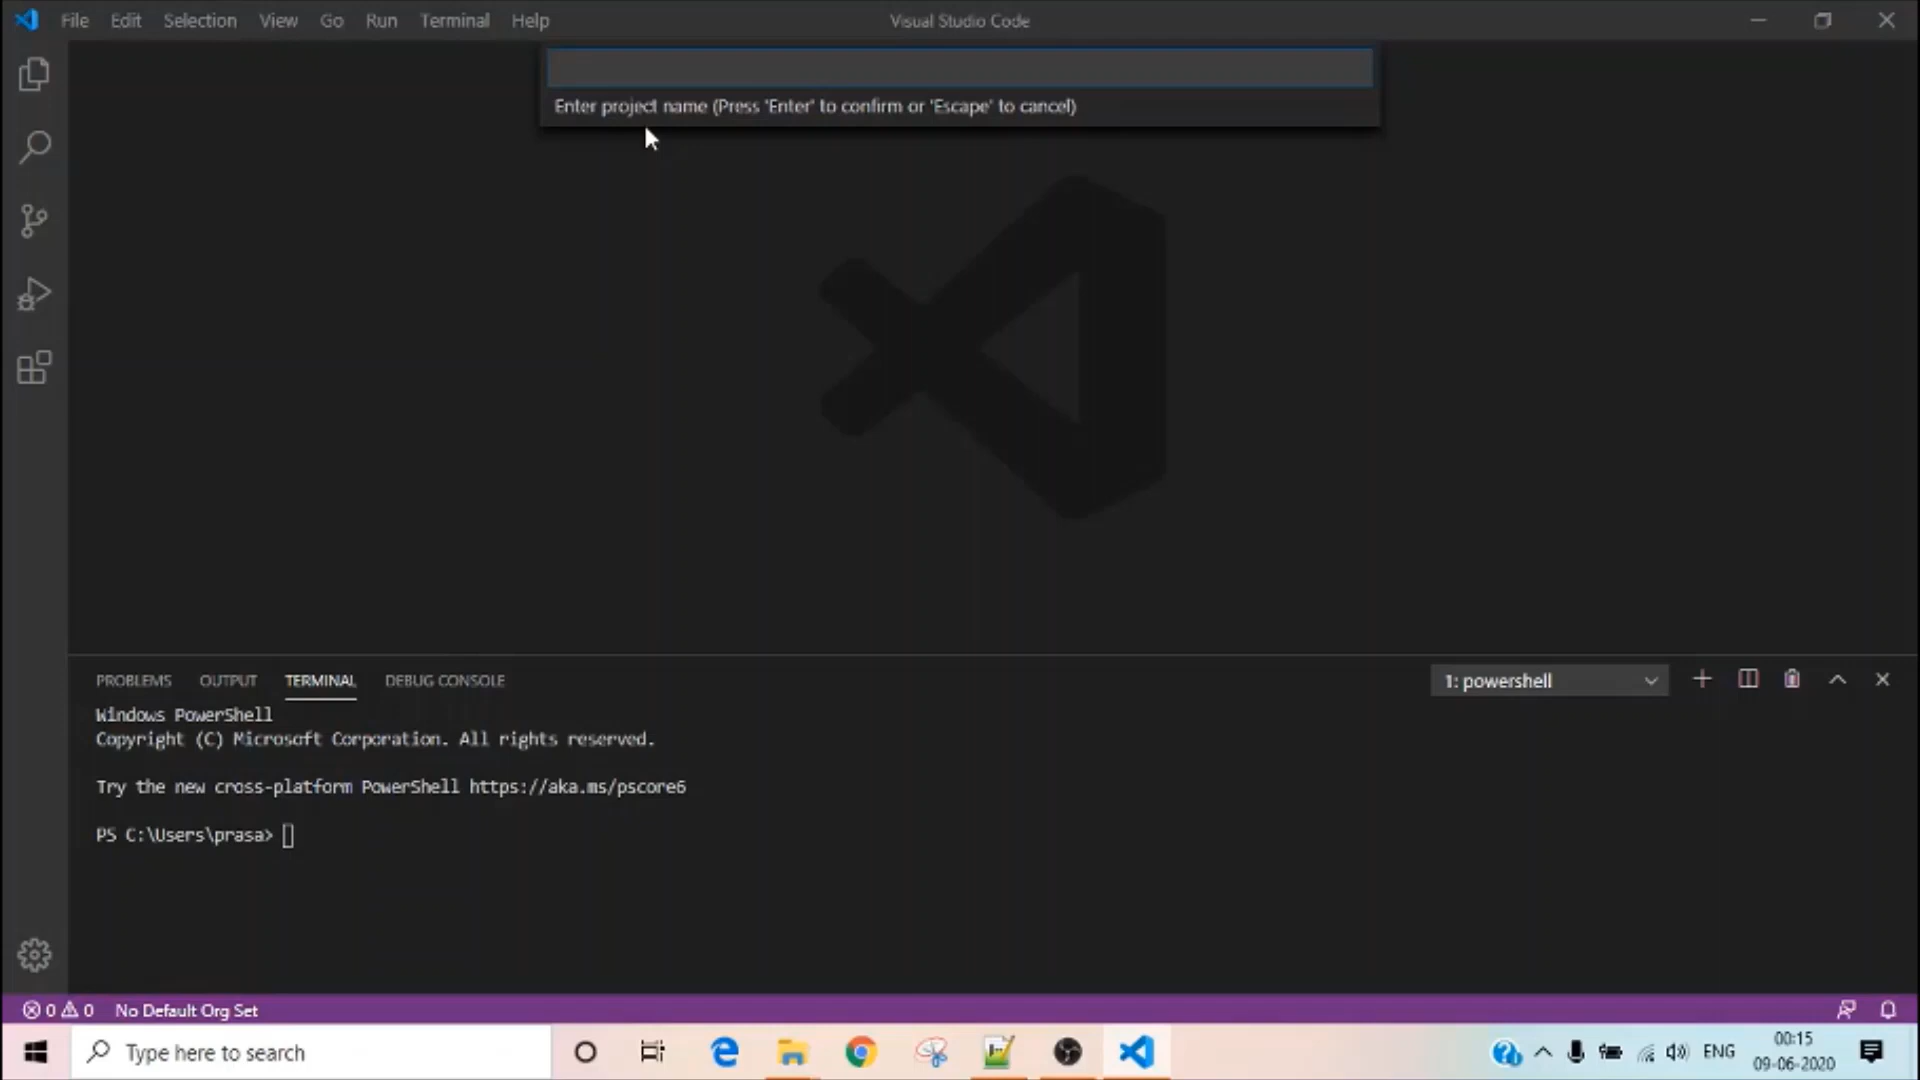 File Edit Selection View Go Run Terminal Help
Visual Studio Code
Enter project name (Press 'Enter' to confirm or 'Escape' to cancel)
PROBLEMS OUTPUT TERMINAL DEBUG CONSOLE
1: powershell
Windows PowerShell
Copyright (C) Microsoft Corporation. All rights reserved.
Try the new cross-platform PowerShell https://aka.ms/pscore6
PS C:\Users\prasa>
0 0 No Default Org Set
Type here to search
ENG
00:15
09-06-2020